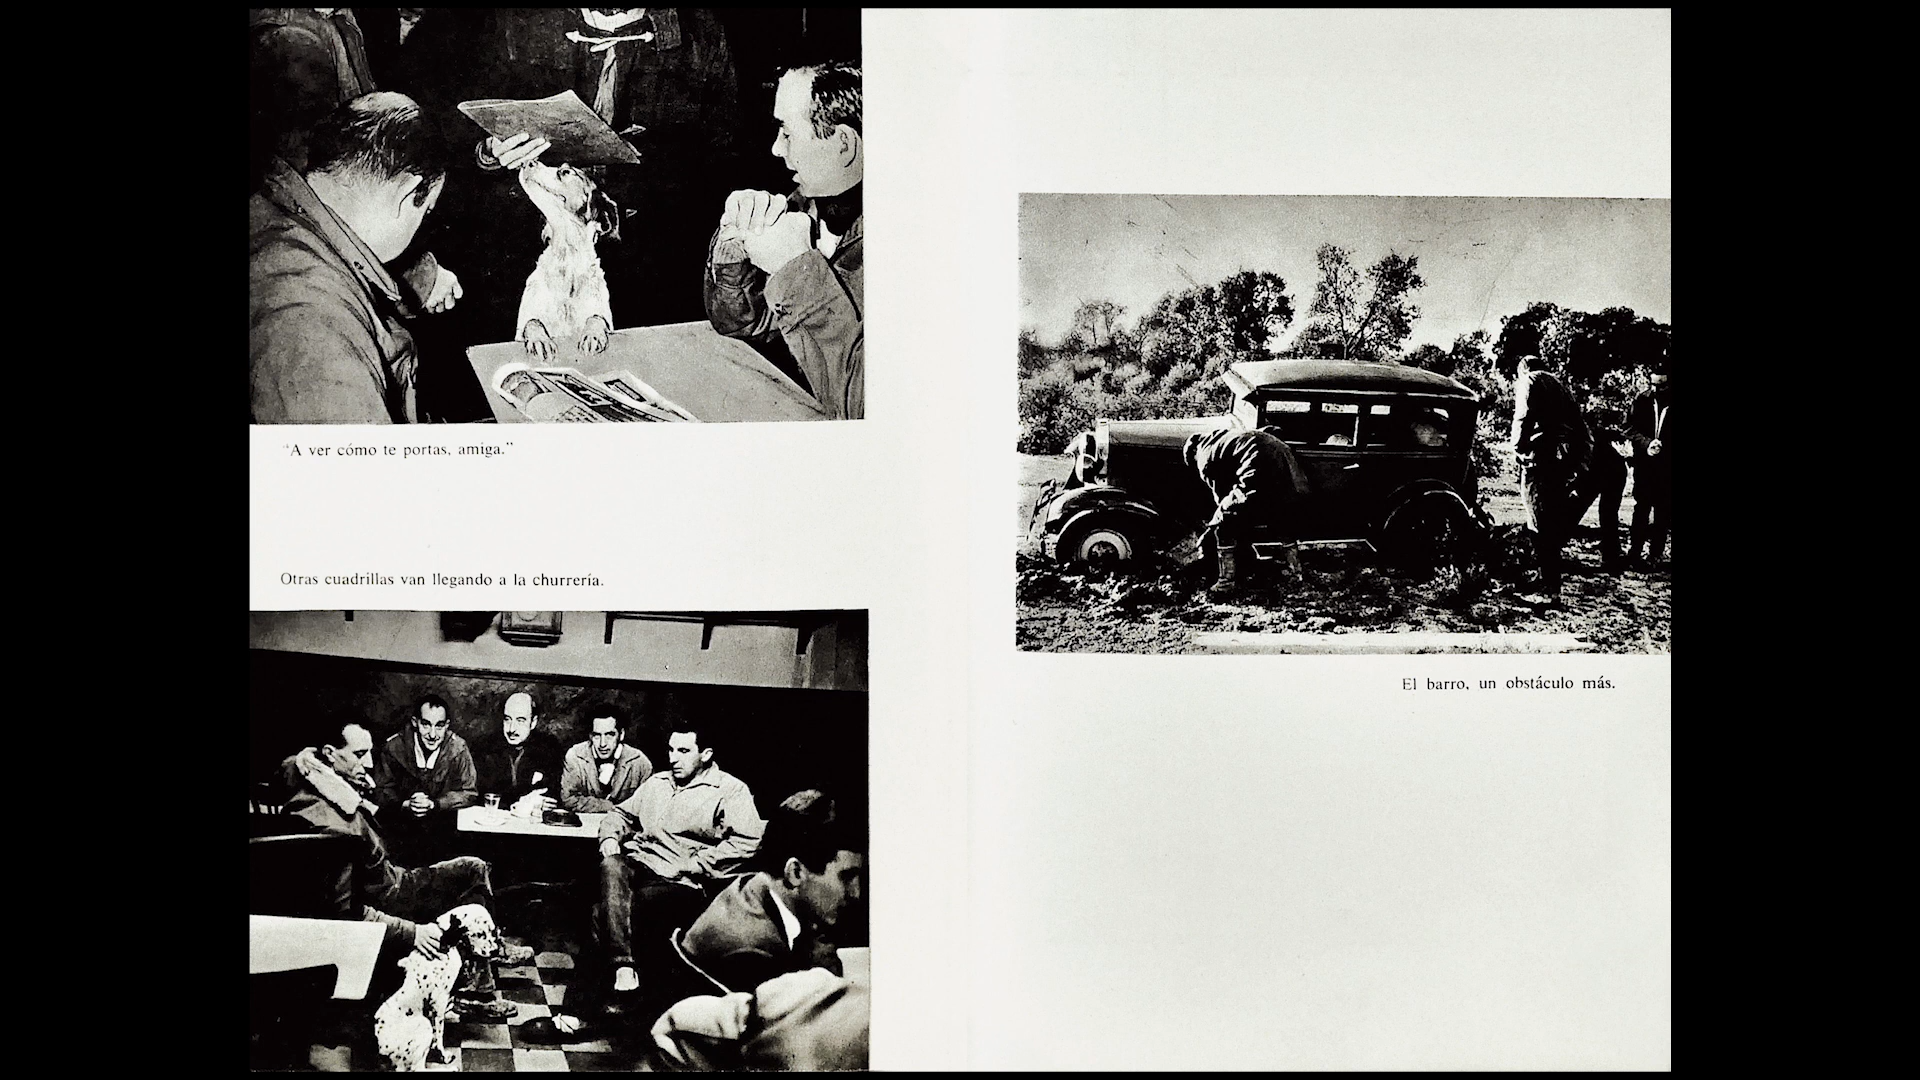 "A ver cómo te portas, amiga."
Otras cuadrillas van llegando a la churrería.
El barro, un obstáculo más.